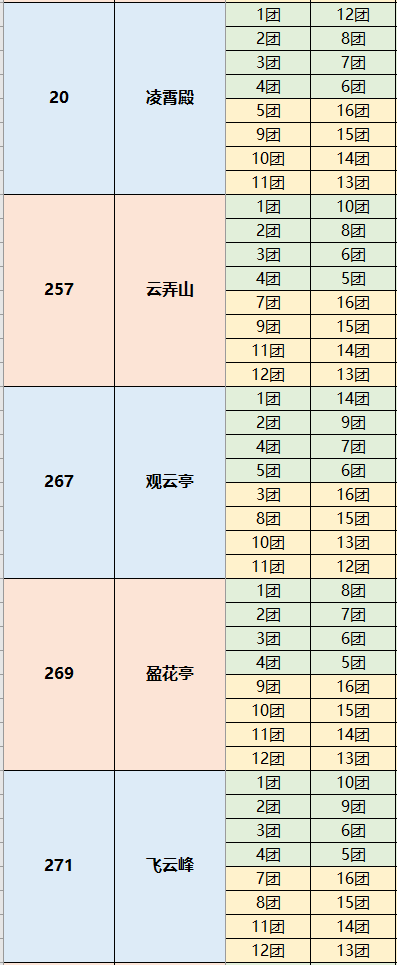 1团 12团
2团 8团
3团 7团
4团 6团
20 凌霄殿
5团 16团
9团 15团
10团 14团
11团 13团
1团 10团
2团 8团
3团 6团
4团 5团
257 云弄山
7团 16团
9团 15团
11团 14团
12团 13团
1团 14团
2团 9团
4团 7团
5团 6团
267 观云亭
3团 16团
8团 15团
10团 13团
11团 12团
1团 8团
2团 7团
3团 6团
4团 5团
269 盈花亭
9团 16团
10团 15团
11团 14团
12团 13团
1团 10团
2团 9团
3团 6团
4团 5团
271 飞云峰
7团 16团
8团 15团
11团 14团
12团 13团